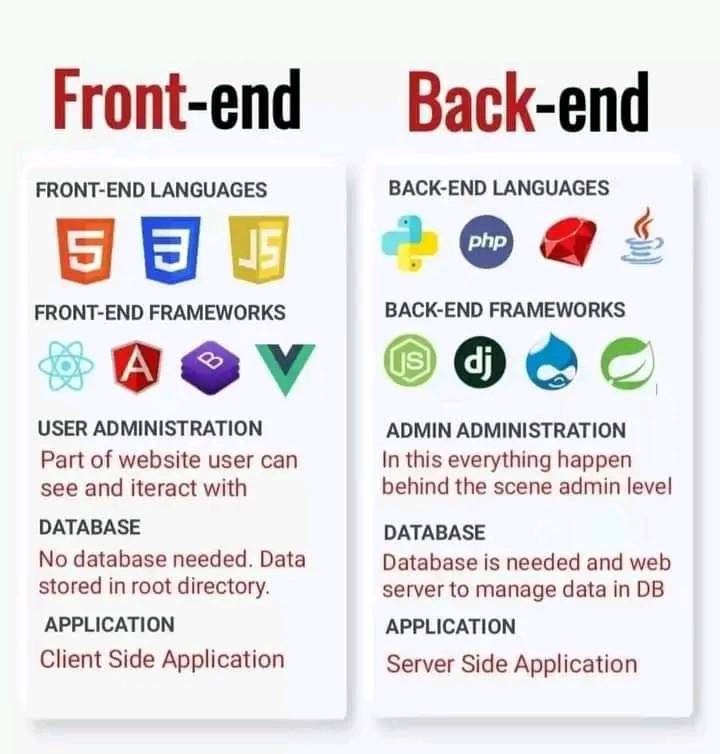 Front-end
FRONT-END LANGUAGES
5
3
JS
FRONT-END FRAMEWORKS
A
B
USER ADMINISTRATION
Part of website user can
see and iteract with
DATABASE
No database needed. Data
stored in root directory.
APPLICATION
Client Side Application
Back-end
BACK-END LANGUAGES
php
BACK-END FRAMEWORKS
JS
dj
ADMIN ADMINISTRATION
In this everything happen
behind the scene admin level
DATABASE
Database is needed and web
server to manage data in DB
APPLICATION
Server Side Application